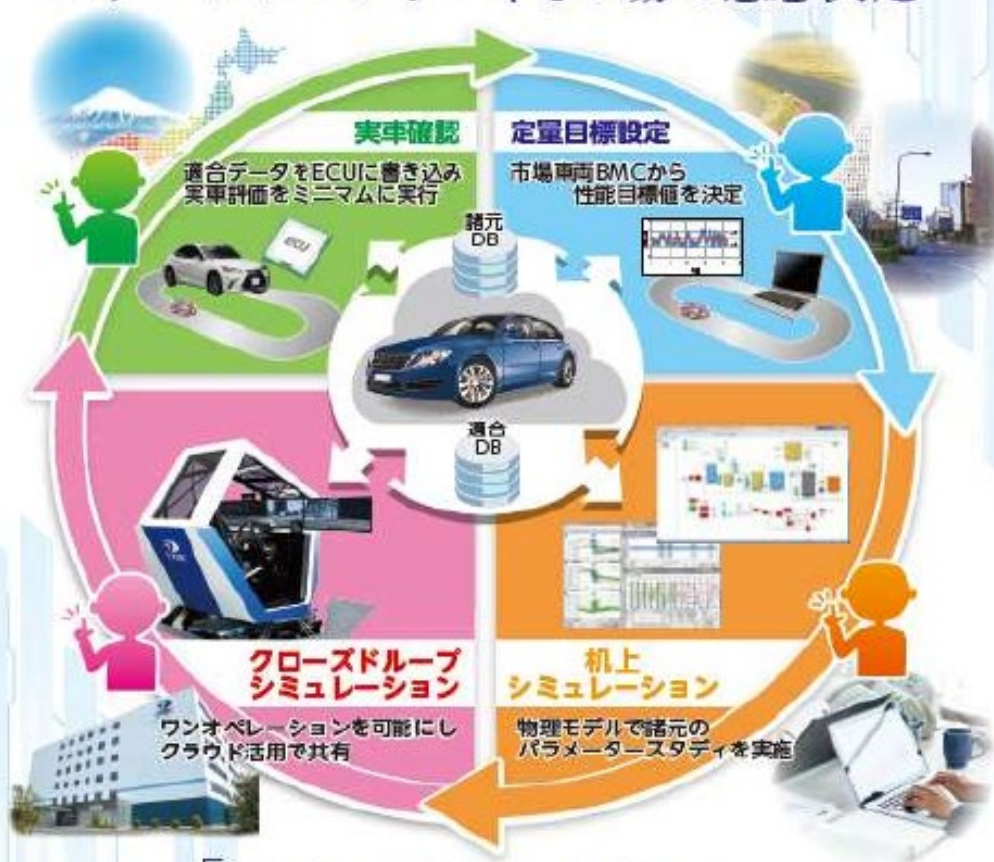 実車確認
適合データをECUに書き込み
実車評価をミニマムに実行
定量目標設定
市場車両BMCから
性能目標値を決定
諸元
DB
ecu
適合
DB
クローズドループ
シミュレーション
ワンオペレーションを可能にし
クラウド活用で共有
机上
シミュレーション
物理モデルで諸元の
パラメータースタディを実施